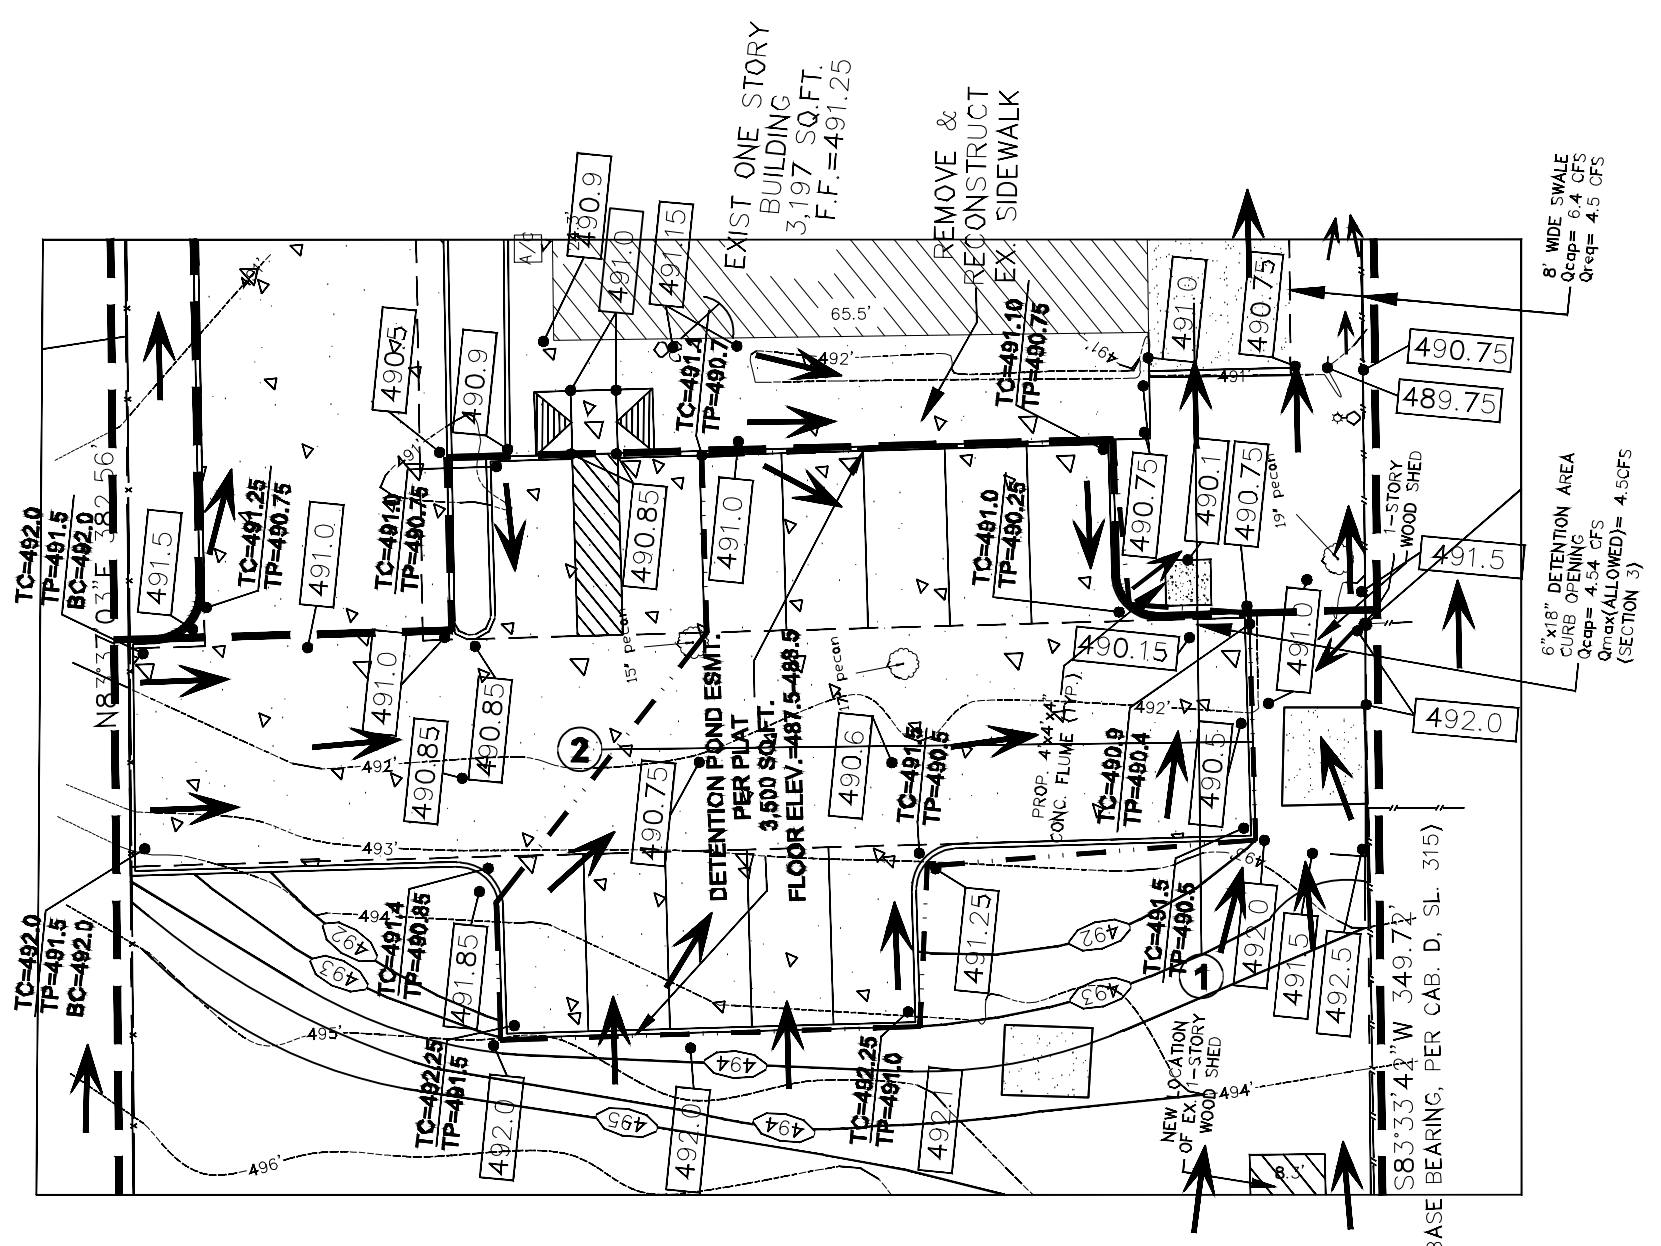 EXIST ONE STORY
BUILDING
3,197 SQ.FT.
F.F.=491.25
REMOVE &
RECONSTRUCT
EX. SIDEWALK
8' WIDE SWALE
Qcap= 6.4 CFS
Qreq= 4.5 CFS
6"x18" DETENTION AREA
CURB OPENING
Qcap= 4.54 CFS
Qmax(ALLOWED)= 4.5CFS
(SECTION 3)
490.9
491.0
491.15
A/C
65.5'
492'
491'
491'
491.0
490.75
490.75
489.75
490.9
TC=491.10
TP=490.75
TC=492.0
TP=491.5
BC=492.0
491.5
TC=491.25
TP=490.75
491.0
TC=491.0
TP=490.75
490.85
491.0
TC=491.0
TP=490.25
490.75
490.1
490.75
19' pecan
1-STORY
WOOD SHED
491.5
15' pecan
491.0
490.85
490.85
490.15
491.0
492.0
492'
492'
2
DETENTION POND ESMT.
PER PLAT
3,500 SQ.FT.
FLOOR ELEV.=487.5-488.5
490.75
490.6
TC=491.5
TP=490.5
PROP. 4'x4'x4"
CONC. FLUME (TYP.)
TC=490.9
TP=490.4
490.5
493'
493'
TC=492.0
TP=491.5
BC=492.0
494'
492
493
TC=491.4
TP=490.85
491.85
491.25
492
493
TC=491.5
TP=490.5
1
492.0
491.5
492.5
495'
494
TC=492.25
TP=491.5
492.0
495
492.0
494
TC=492.25
TP=491.0
492.1
NEW LOCATION
OF EX. 1-STORY
WOOD SHED
494'
496'
8.3'
S83°33'42"W 349.72'
BASE BEARING, PER CAB. D, SL. 315)